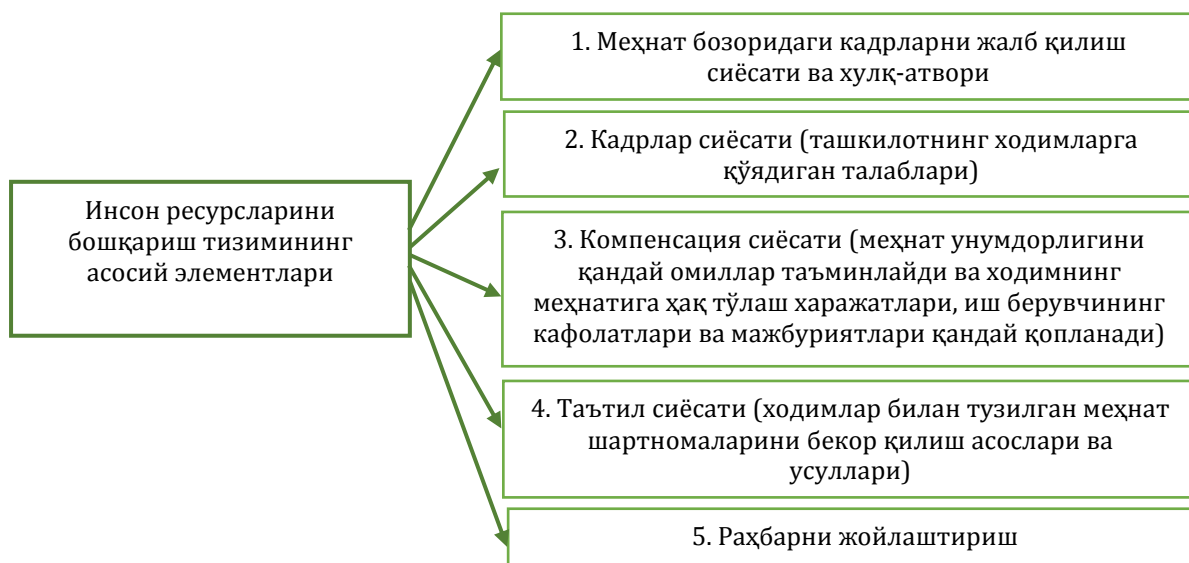 Инсон ресурсларини
бошқариш тизимининг
асосий элементлари
1. Меҳнат бозоридаги кадрларни жалб қилиш
сиёсати ва хулқ-атвори
2. Кадрлар сиёсати (ташкилотнинг ходимларга
қўядиган талаблари)
3. Компенсация сиёсати (меҳнат унумдорлигини
қандай омиллар таъминлайди ва ходимнинг
меҳнатига ҳақ тўлаш харажатлари, иш берувчининг
кафолатлари ва мажбуриятлари қандай қопланади)
4. Таътил сиёсати (ходимлар билан тузилган меҳнат
шартномаларини бекор қилиш асослари ва
усуллари)
5. Раҳбарни жойлаштириш